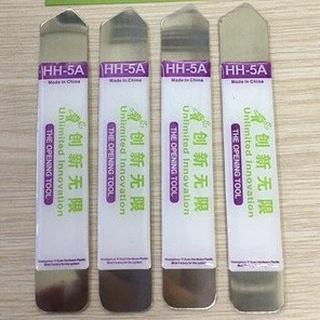 HH-5A
Made in China
创新无限
Unlimited Innovation
THE OPENING TOOL
HH-5A
Made in China
创新无限
Unlimited Innovation
THE OPENING TOOL
HH-5A
Made in China
创新无限
Unlimited Innovation
THE OPENING TOOL
HH-5A
Made in China
创新无限
Unlimited Innovation
THE OPENING TOOL